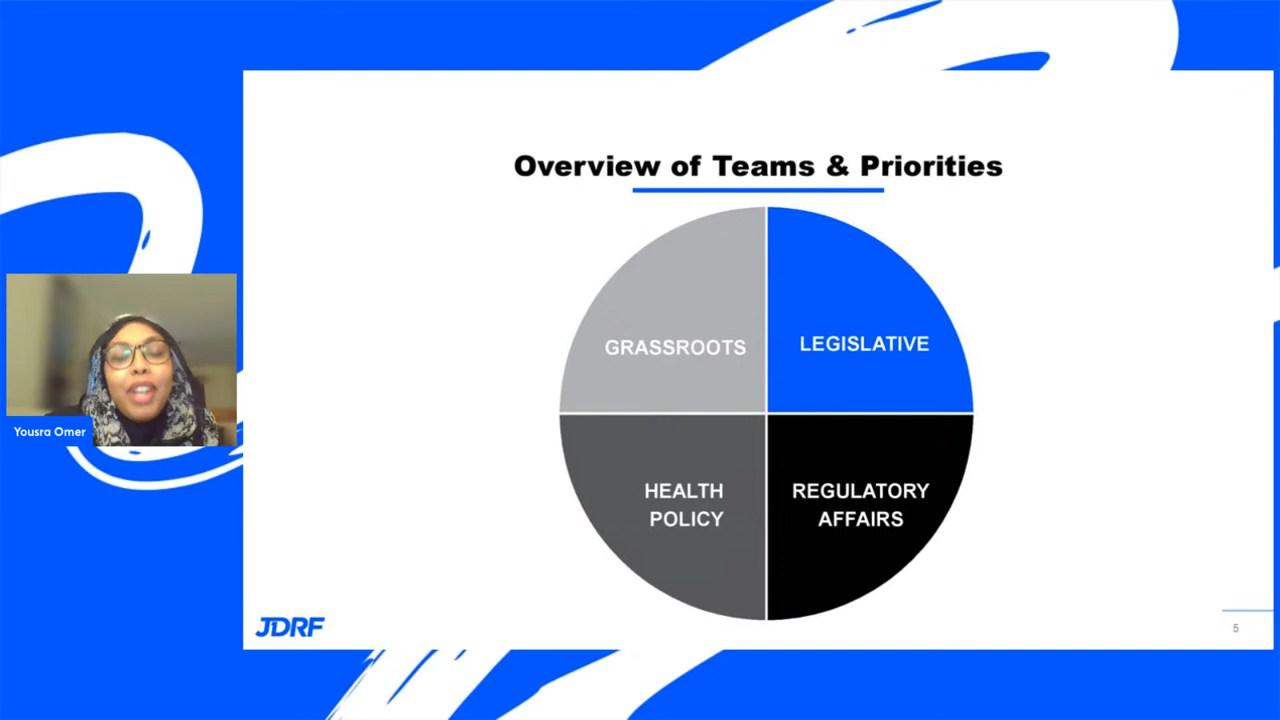 Overview of Teams & Priorities
GRASSROOTS
LEGISLATIVE
HEALTH
POLICY
REGULATORY
AFFAIRS
Yousra Omer
JDRF
5